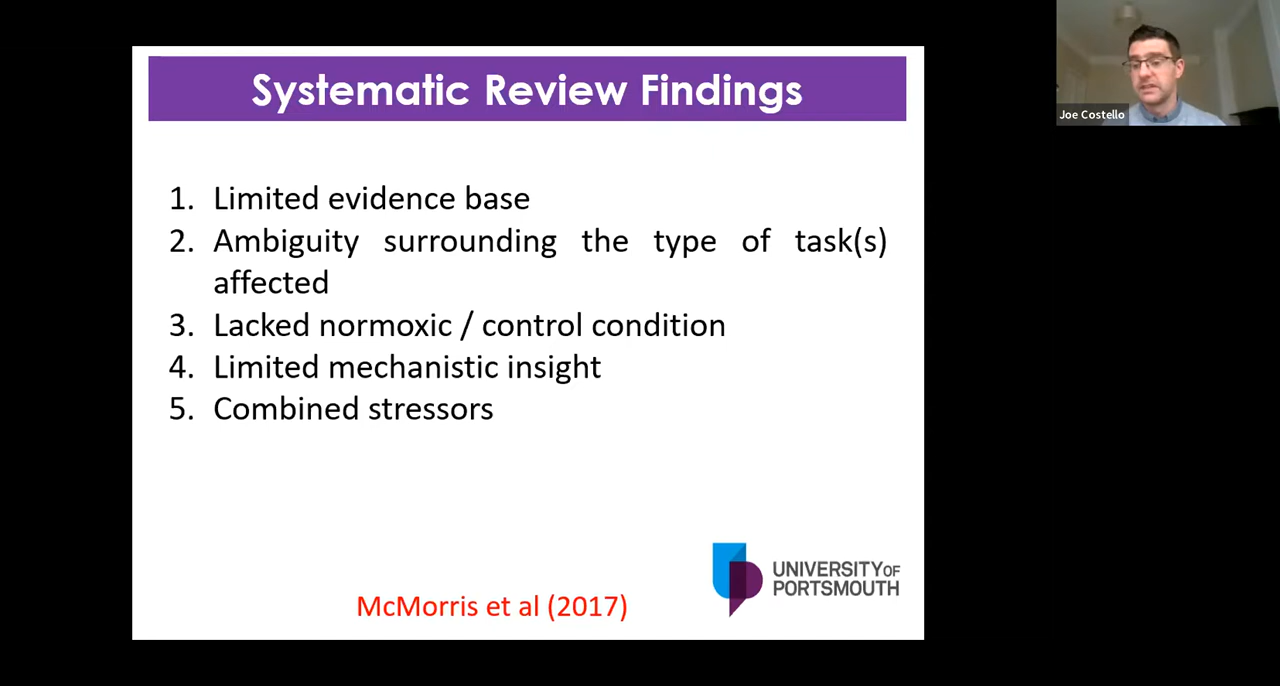 Systematic Review Findings
Joe Costello
1. Limited evidence base
2. Ambiguity surrounding the type of task(s)
affected
3. Lacked normoxic / control condition
4. Limited mechanistic insight
5. Combined stressors
McMorris et al (2017)
UNIVERSITY OF
PORTSMOUTH